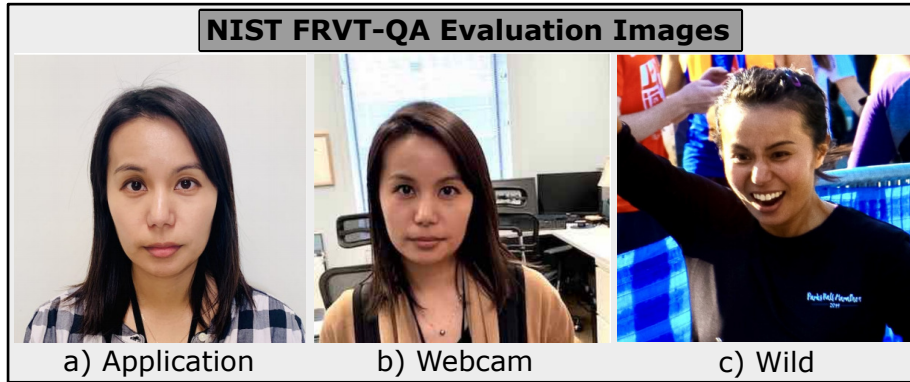 NIST FRVT-QA Evaluation Images
a) Application
b) Webcam
c) Wild